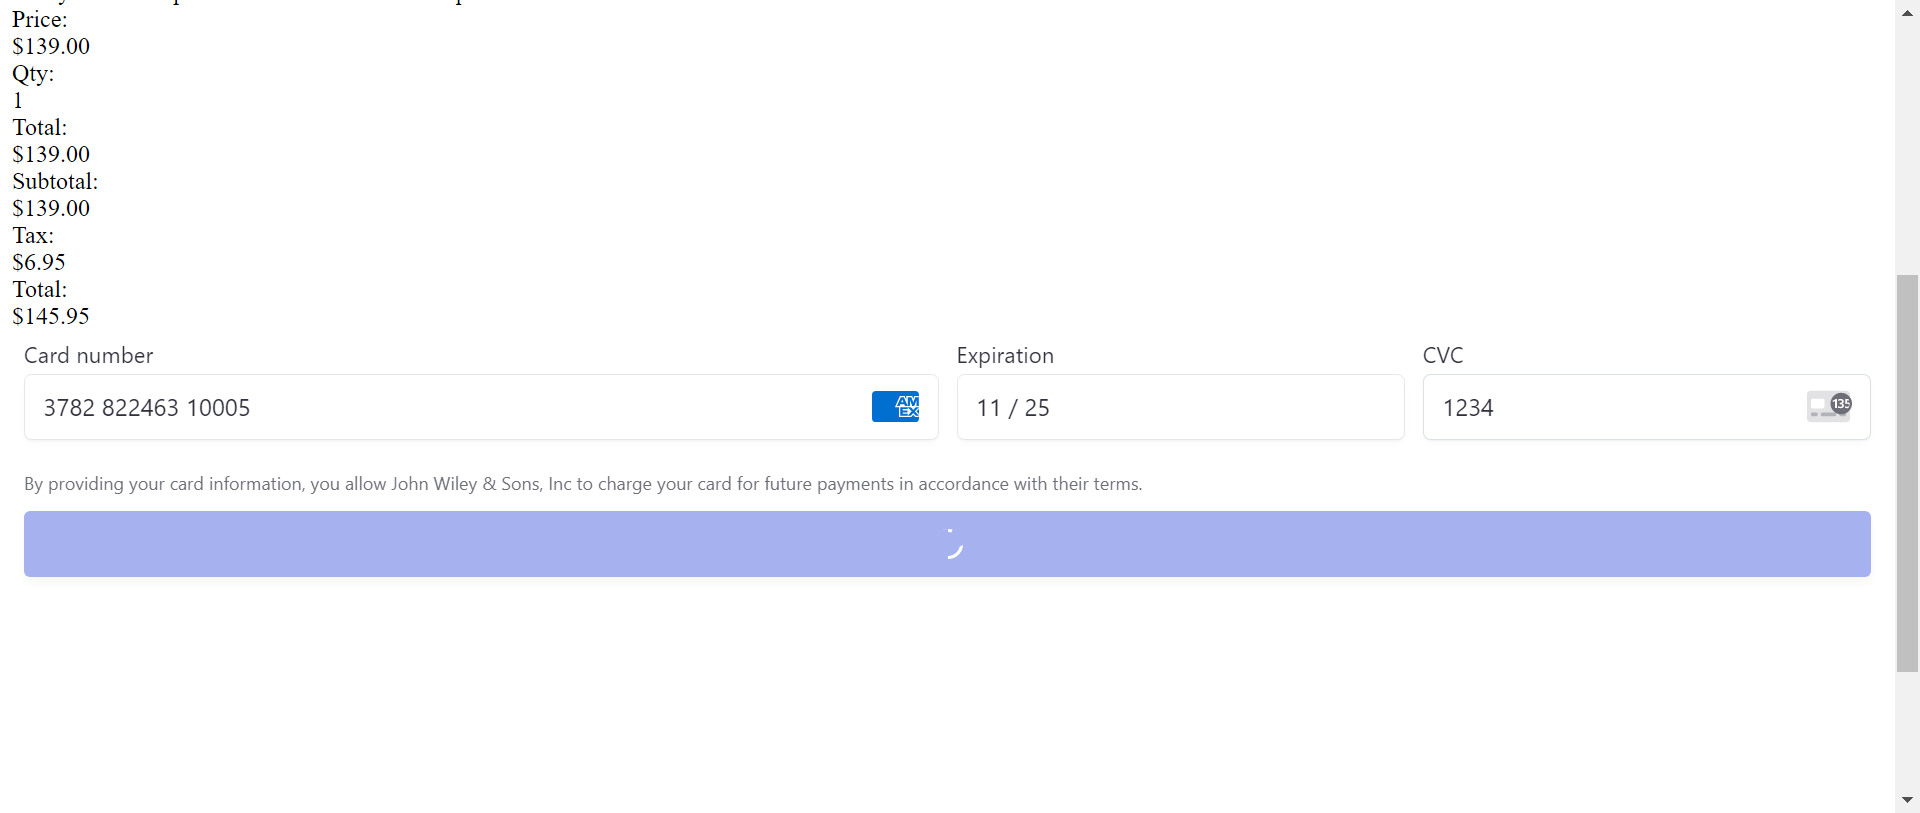 Price:
$139.00
Qty:
1
Total:
$139.00
Subtotal:
$139.00
Tax:
$6.95
Total:
$145.95
Card number Expiration CVC
3782 822463 10005 AM EX 11 / 25 1234 135
By providing your card information, you allow John Wiley & Sons, Inc to charge your card for future payments in accordance with their terms.